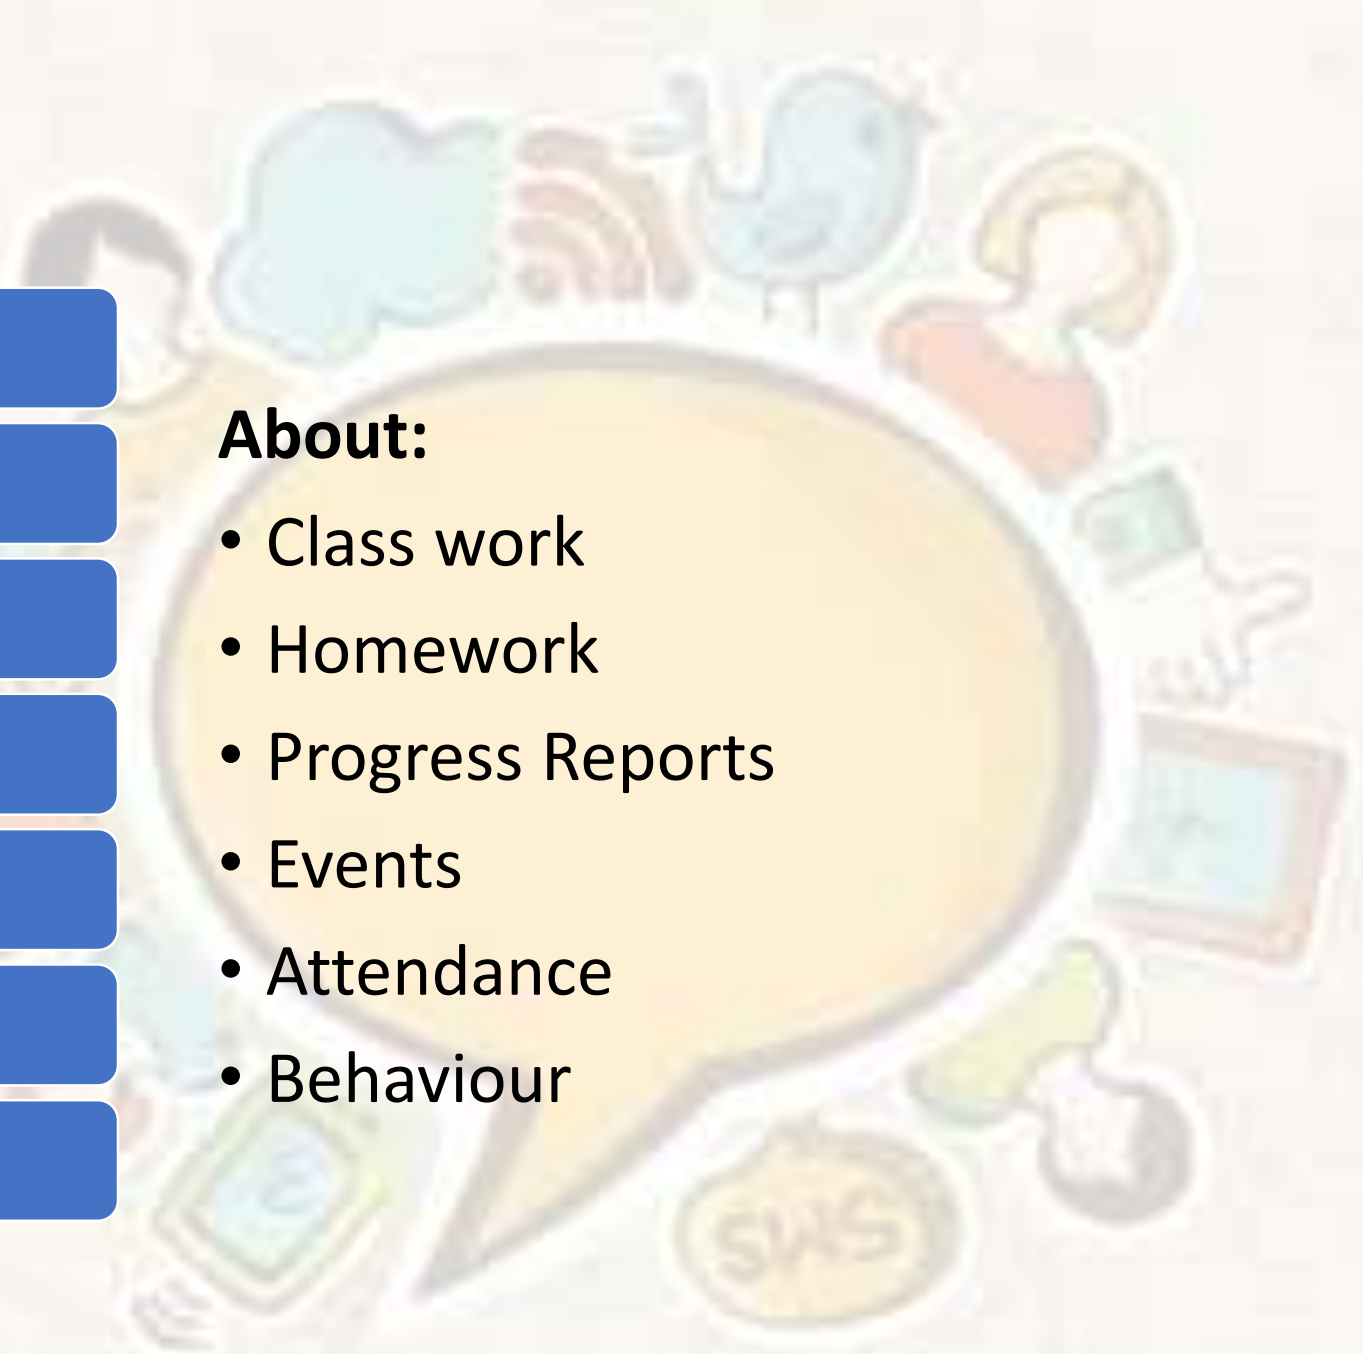 About:
• Class work
• Homework
• Progress Reports
• Events
• Attendance
• Behaviour
SMS